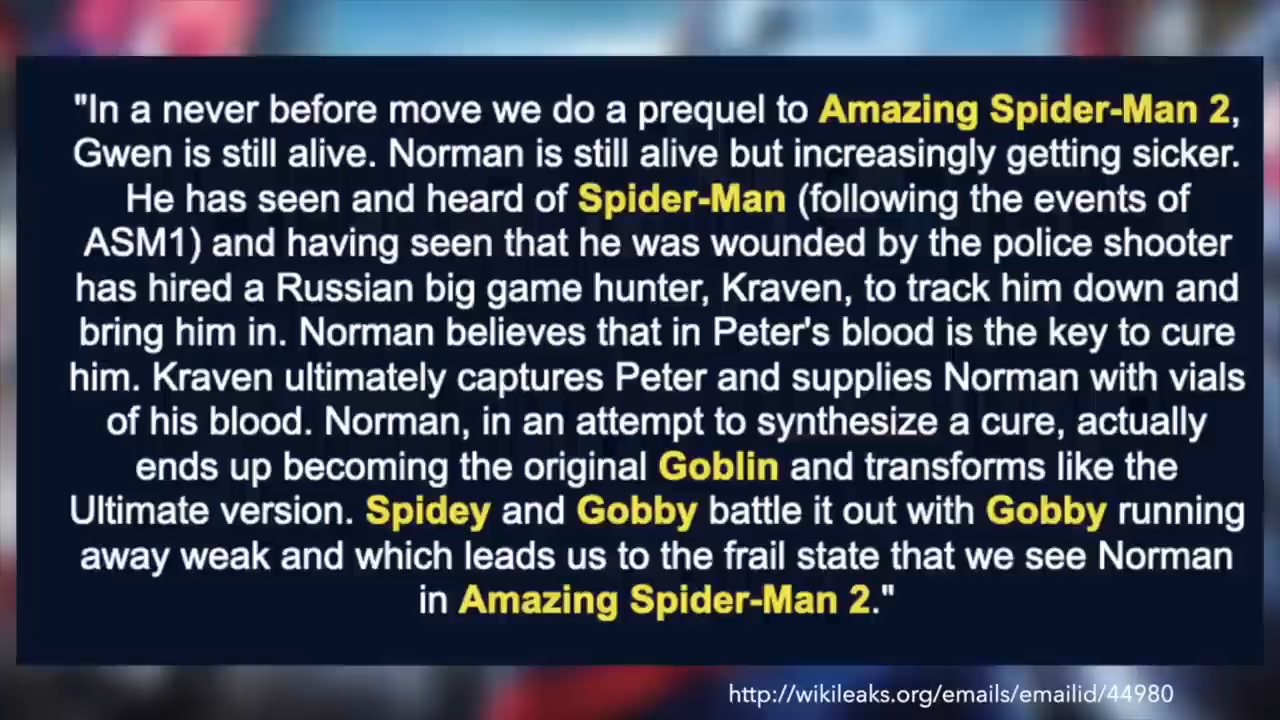 "In a never before move we do a prequel to Amazing Spider-Man 2,
Gwen is still alive. Norman is still alive but increasingly getting sicker.
He has seen and heard of Spider-Man (following the events of
ASM1) and having seen that he was wounded by the police shooter
has hired a Russian big game hunter, Kraven, to track him down and
bring him in. Norman believes that in Peter's blood is the key to cure
him. Kraven ultimately captures Peter and supplies Norman with vials
of his blood. Norman, in an attempt to synthesize a cure, actually
ends up becoming the original Goblin and transforms like the
Ultimate version. Spidey and Gobby battle it out with Gobby running
away weak and which leads us to the frail state that we see Norman
in Amazing Spider-Man 2."
http://wikileaks.org/emails/emailid/44980